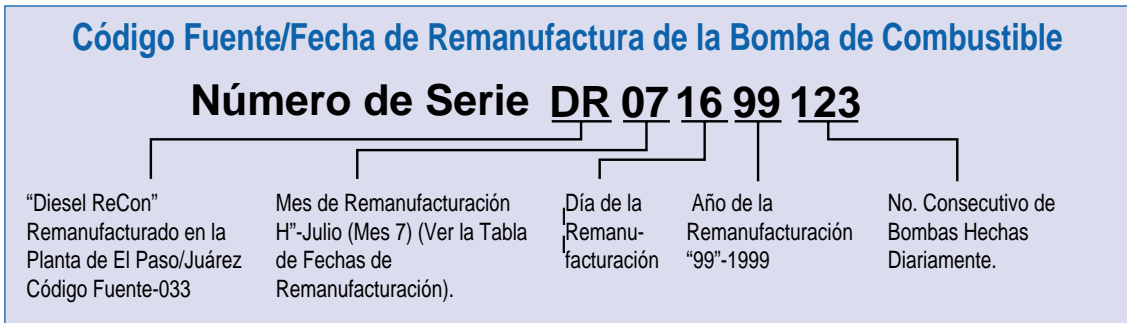 Código Fuente/Fecha de Remanufactura de la Bomba de Combustible
Número de Serie DR 07 16 99 123
“Diesel ReCon”
Remanufacturado en la
Planta de El Paso/Juárez
Código Fuente-033
Mes de Remanufacturación
H”-Julio (Mes 7) (Ver la Tabla
de Fechas de
Remanufacturación).
Día de la
Remanu-
facturación
Año de la
Remanufacturación
“99”-1999
No. Consecutivo de
Bombas Hechas
Diariamente.